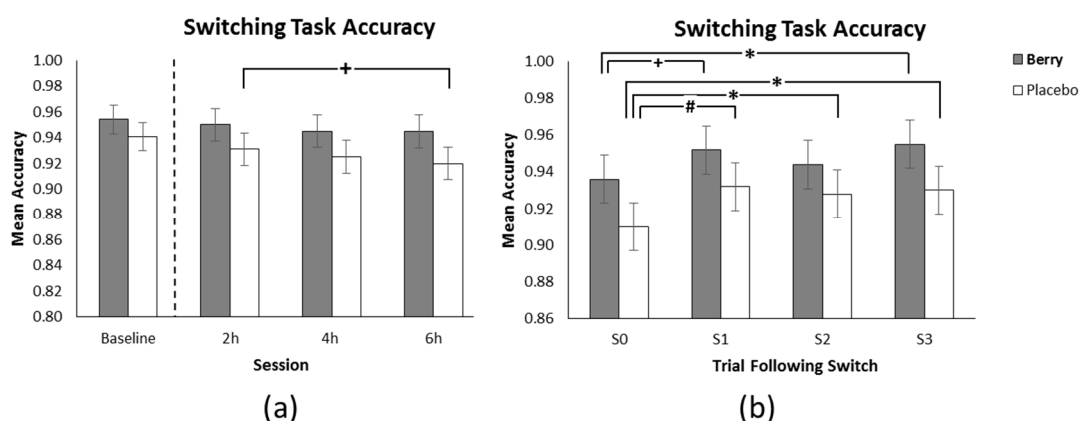 Switching Task Accuracy
1.00
0.98
0.96
0.94
0.92
0.90
0.88
0.86
0.84
0.82
0.80
Mean Accuracy
+
Baseline 2h 4h 6h
Session
(a)
Switching Task Accuracy
1.00
0.98
0.96
0.94
0.92
0.90
0.88
0.86
Mean Accuracy
*
+
*
*
#
S0 S1 S2 S3
Trial Following Switch
(b)
Berry
Placebo